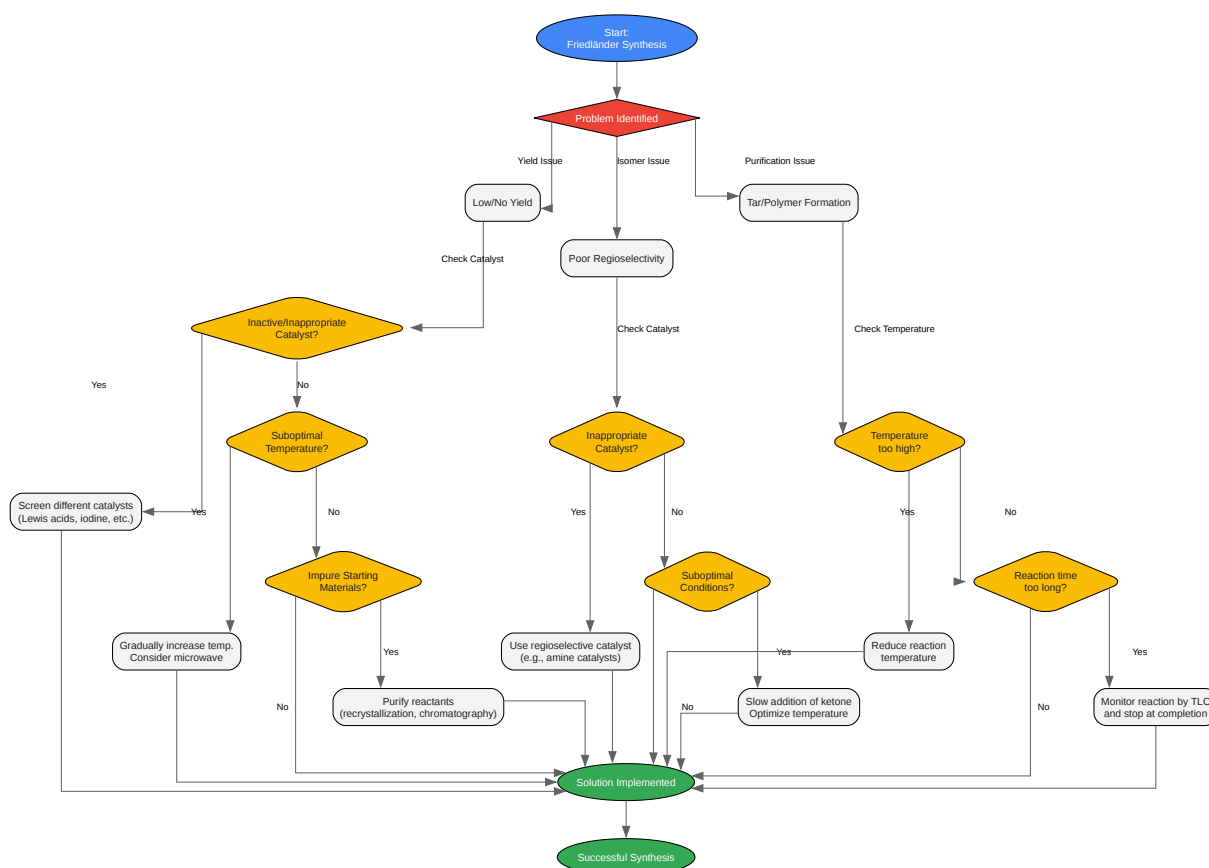 Start:
Friedländer Synthesis
Problem Identified
Yield Issue
Isomer Issue
Purification Issue
Low/No Yield
Tar/Polymer Formation
Check Catalyst
Poor Regioselectivity
Inactive/Inappropriate
Catalyst?
Check Catalyst
Check Temperature
Yes
No
Suboptimal
Temperature?
Inappropriate
Catalyst?
Temperature
too high?
Screen different catalysts
(Lewis acids, iodine, etc.)
Yes
No
Yes
No
Yes
No
Impure Starting
Materials?
Suboptimal
Conditions?
Reaction time
too long?
Gradually increase temp.
Consider microwave
Yes
Use regioselective catalyst
(e.g., amine catalysts)
Yes
Reduce reaction
temperature
Yes
No
Purify reactants
(recrystallization, chromatography)
No
Slow addition of ketone
Optimize temperature
No
Monitor reaction by TLC
and stop at completion
Solution Implemented
Successful Synthesis